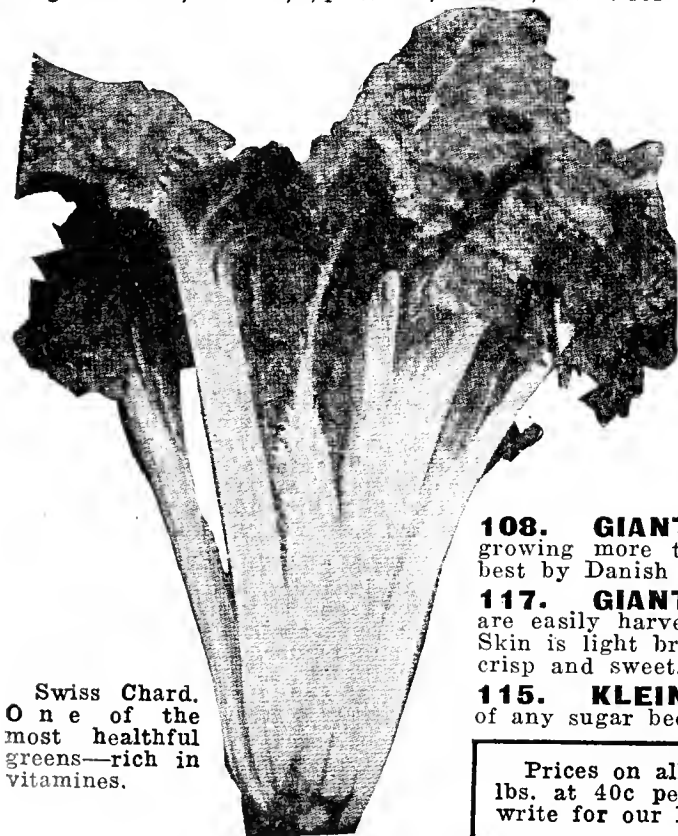 Swiss Chard.
One of the
most healthful
greens—rich in
vitamines.
108. GIANT
growing more t
best by Danish
117. GIANT
are easily harve
Skin is light br
crisp and sweet.
115. KLEIN
of any sugar bee
Prices on al
lbs. at 40c pe
write for our